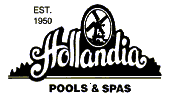 EST.
1950
Hollandia
POOLS & SPAS